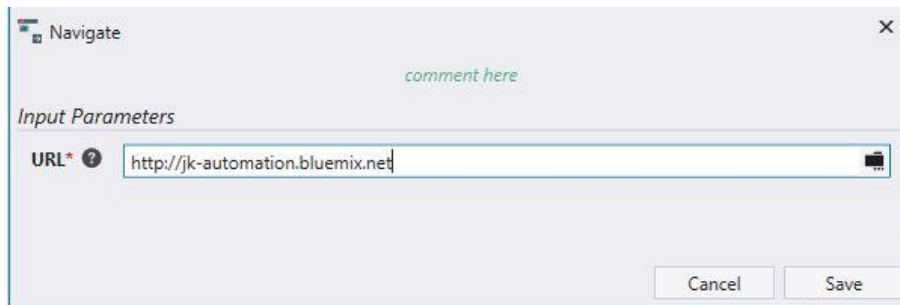 Navigate
comment here
Input Parameters
URL* http://jk-automation.bluemix.net
Cancel Save